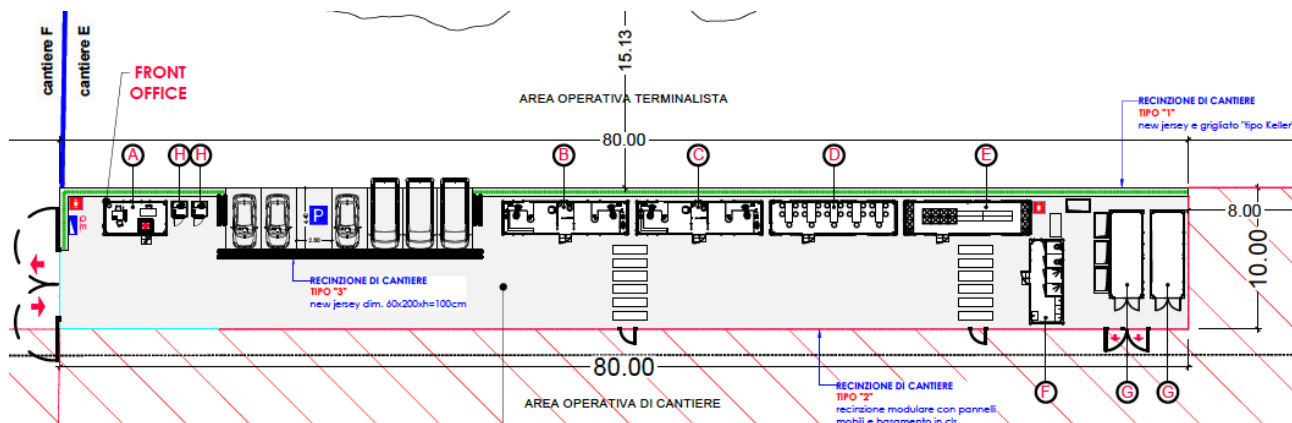 cantiere F
cantiere E
FRONT
OFFICE
15.13
AREA OPERATIVA TERMINALISTA
RECINZIONE DI CANTIERE
TIPO "1"
new jersey e grigliato "tipo Keller"
80.00
A
H
H
B
C
D
E
P
4.40
2.50
Q.E
8.00
10.00
RECINZIONE DI CANTIERE
TIPO "3"
new jersey dim. 60x200xh=100cm
80.00
RECINZIONE DI CANTIERE
TIPO "2"
recinzione modulare con pannelli
mobili e basamento in cls
AREA OPERATIVA DI CANTIERE
F
G
G